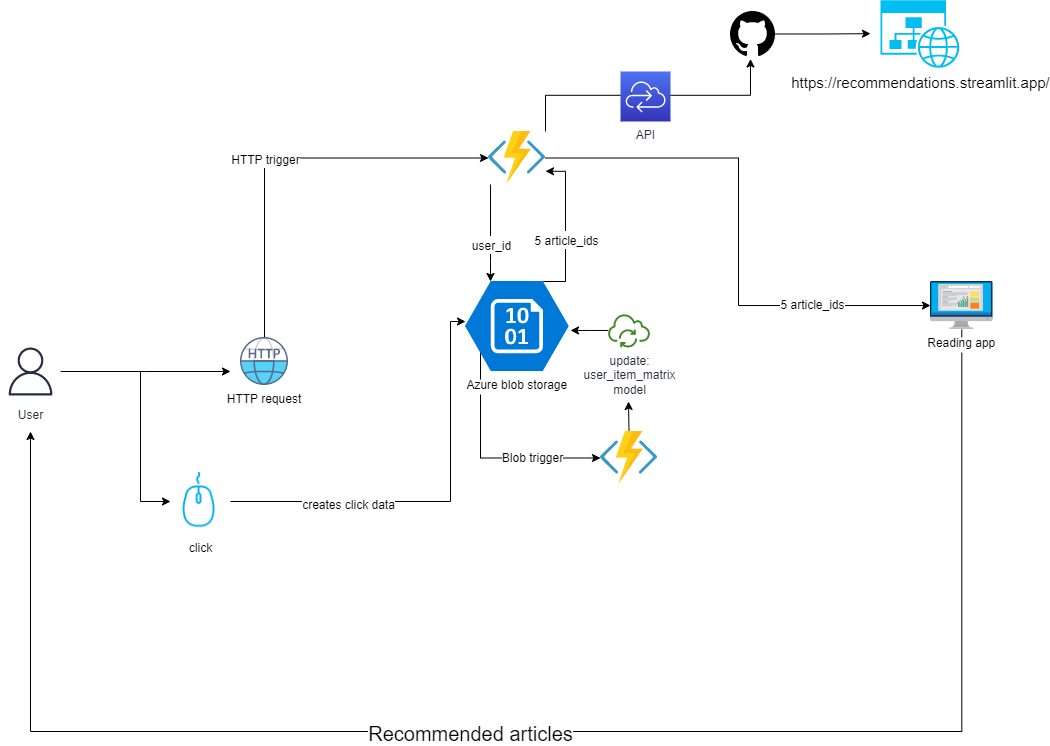 https://recommendations.streamlit.app/
API
HTTP trigger
user_id
5 article_ids
10
01
5 article_ids
HTTP
HTTP request
User
Azure blob storage
update:
user_item_matrix
model
Reading app
Blob trigger
creates click data
click
Recommended articles